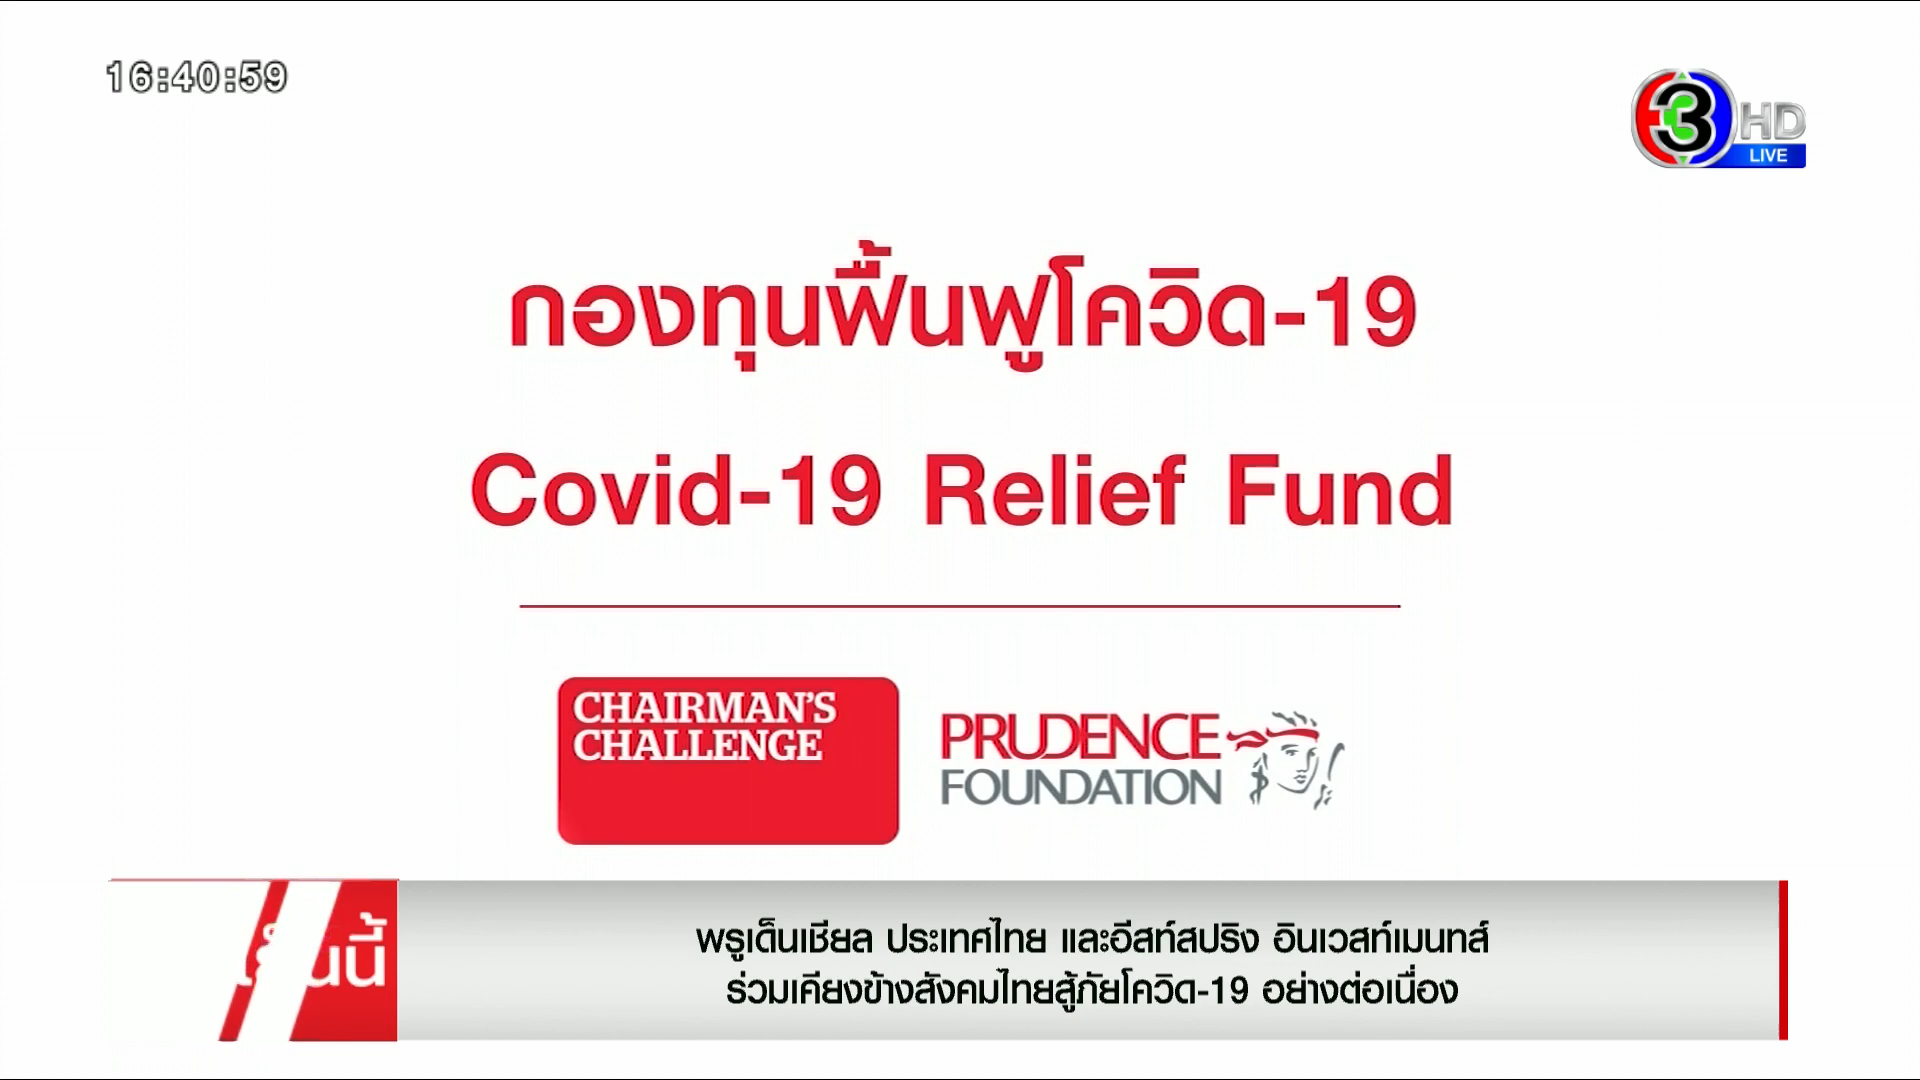 16:40:59
3 HD
LIVE
กองทุนฟื้นฟูโควิด-19
Covid-19 Relief Fund
CHAIRMAN'S
CHALLENGE
PRUDENCE
FOUNDATION
พรูเด็นเชียล ประเทศไทย และอีสท์สปริง อินเวสท์เมนทส์
ร่วมเคียงข้างสังคมไทยสู้ภัยโควิด-19 อย่างต่อเนื่อง